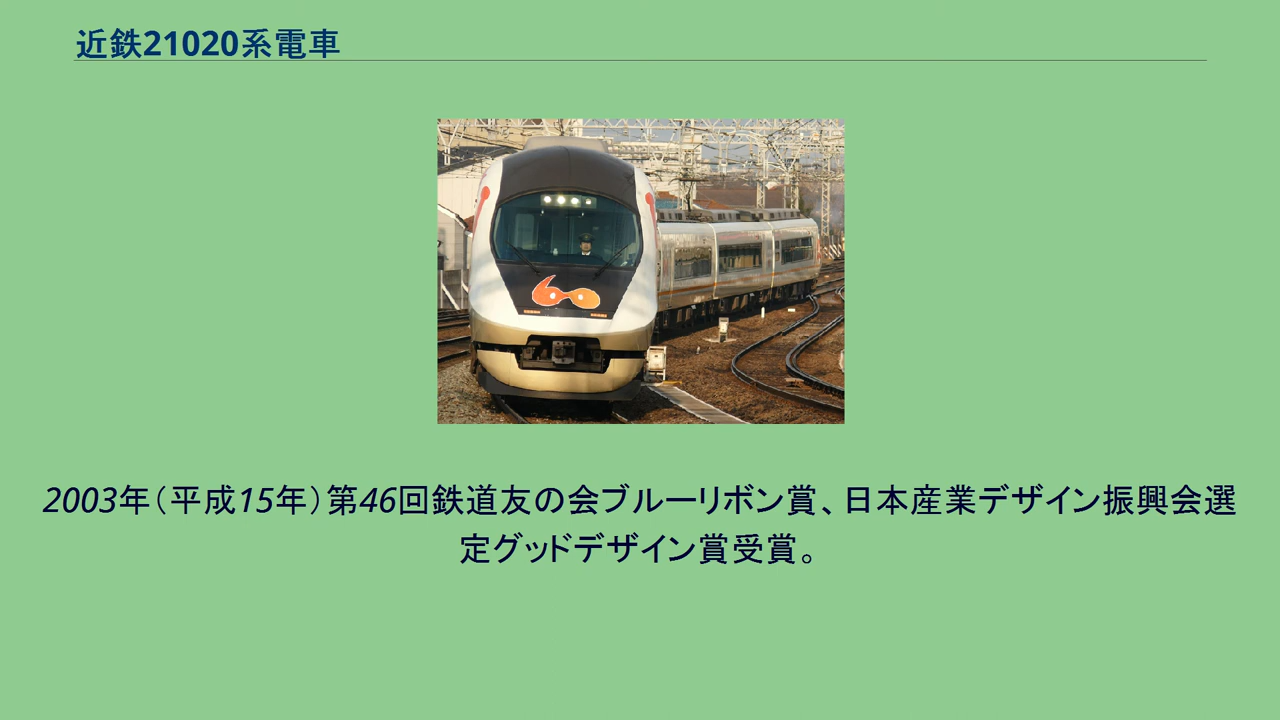 近鉄21020系電車
60
2003年（平成15年）第46回鉄道友の会ブルーリボン賞、日本産業デザイン振興会選
定グッドデザイン賞受賞。